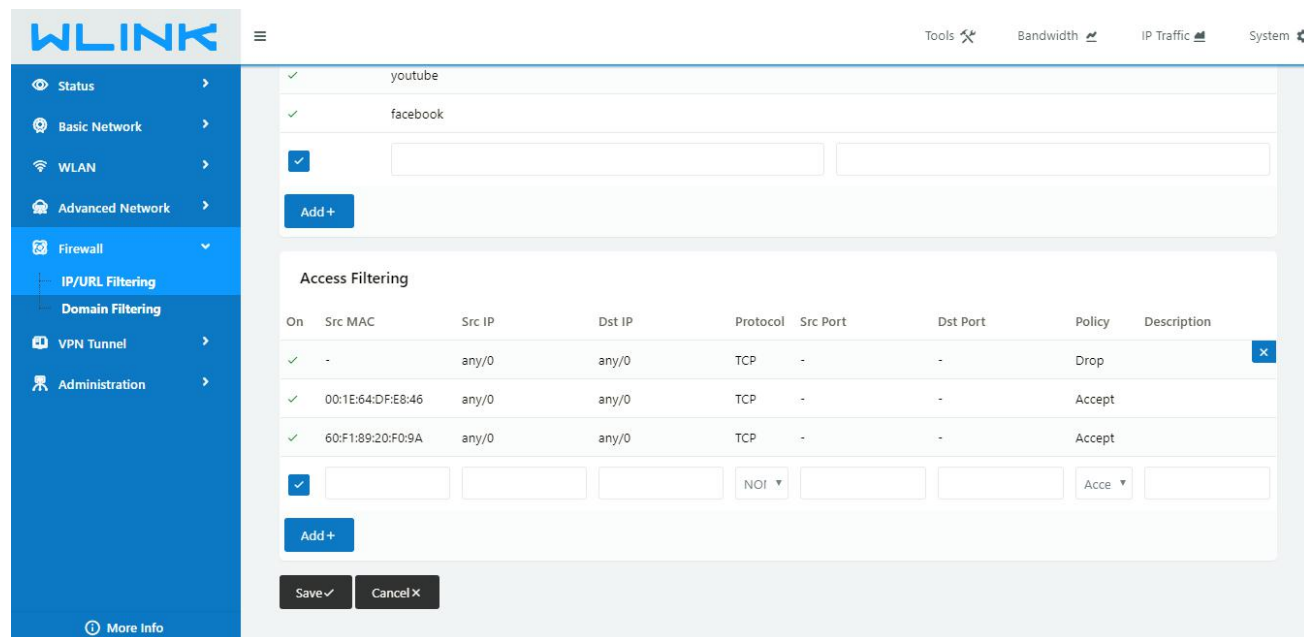 WLINK
Tools Bandwidth IP Traffic System
Status
Basic Network
WLAN
Advanced Network
Firewall
IP/URL Filtering
Domain Filtering
VPN Tunnel
Administration
More Info
youtube
facebook
Add+
Access Filtering
On Src MAC Src IP Dst IP Protocol Src Port Dst Port Policy Description
- any/0 any/0 TCP - - Drop
00:1E:64:DF:E8:46 any/0 any/0 TCP - - Accept
60:F1:89:20:F0:9A any/0 any/0 TCP - - Accept
Acce
Add+
Save Cancel